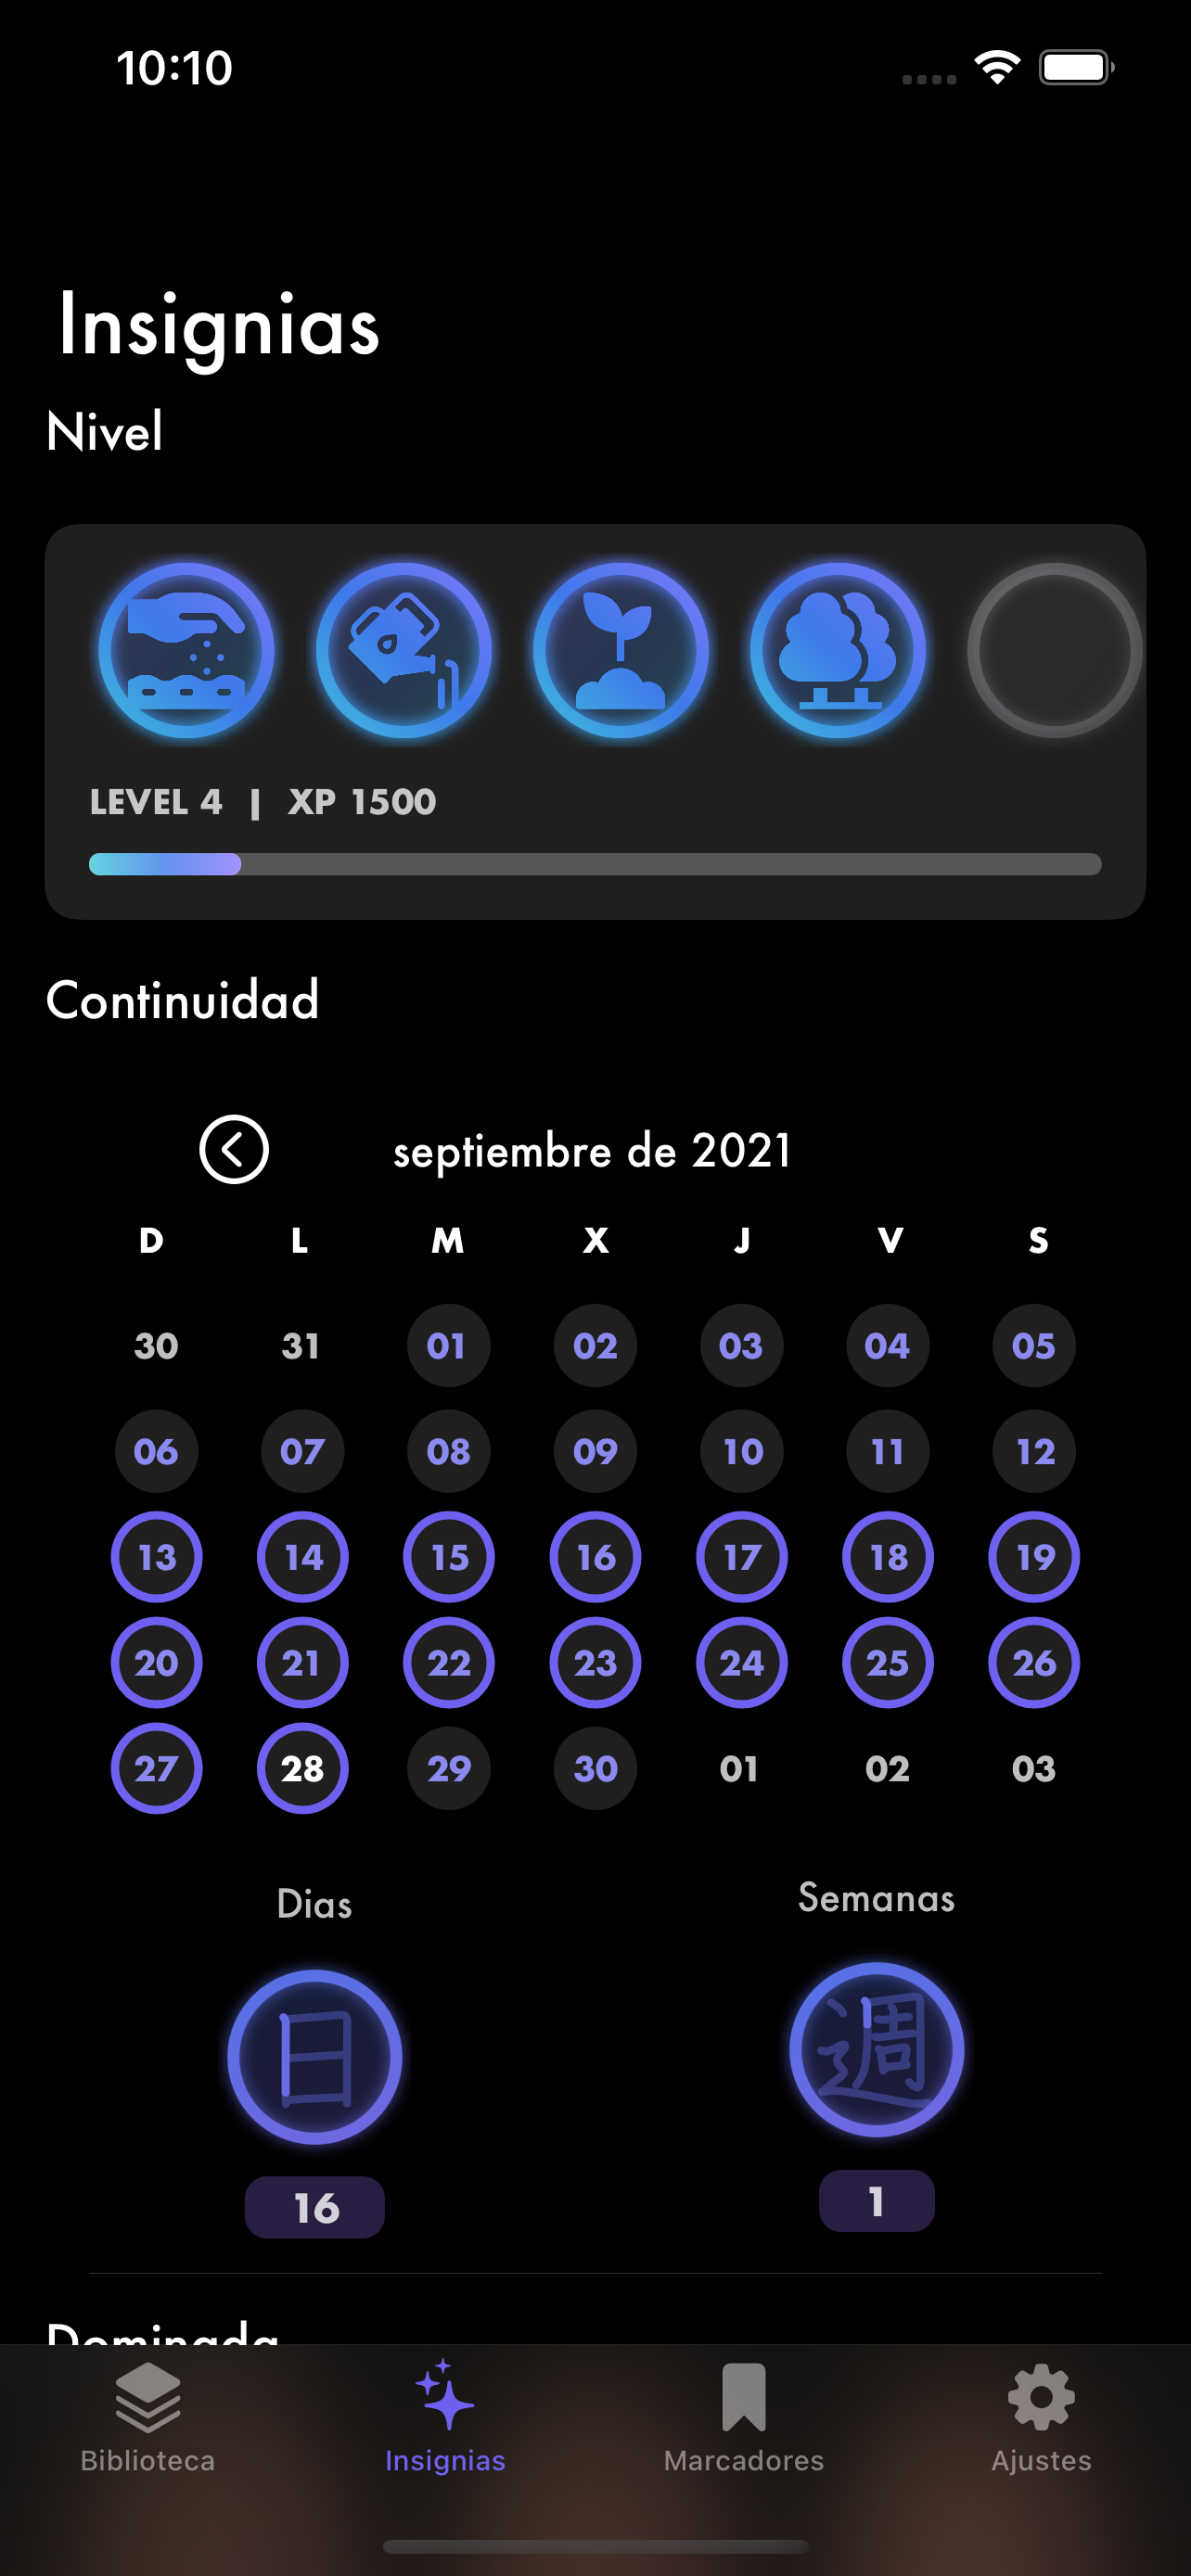 10:10
Insignias
Nivel
LEVEL 4 | XP 1500
Continuidad
septiembre de 2021
D L M X J V S
30 31 01 02 03 04 05
06 07 08 09 10 11 12
13 14 15 16 17 18 19
20 21 22 23 24 25 26
27 28 29 30 01 02 03
Dias Semanas
日 週
16 1
Dominada
Biblioteca Insignias Marcadores Ajustes